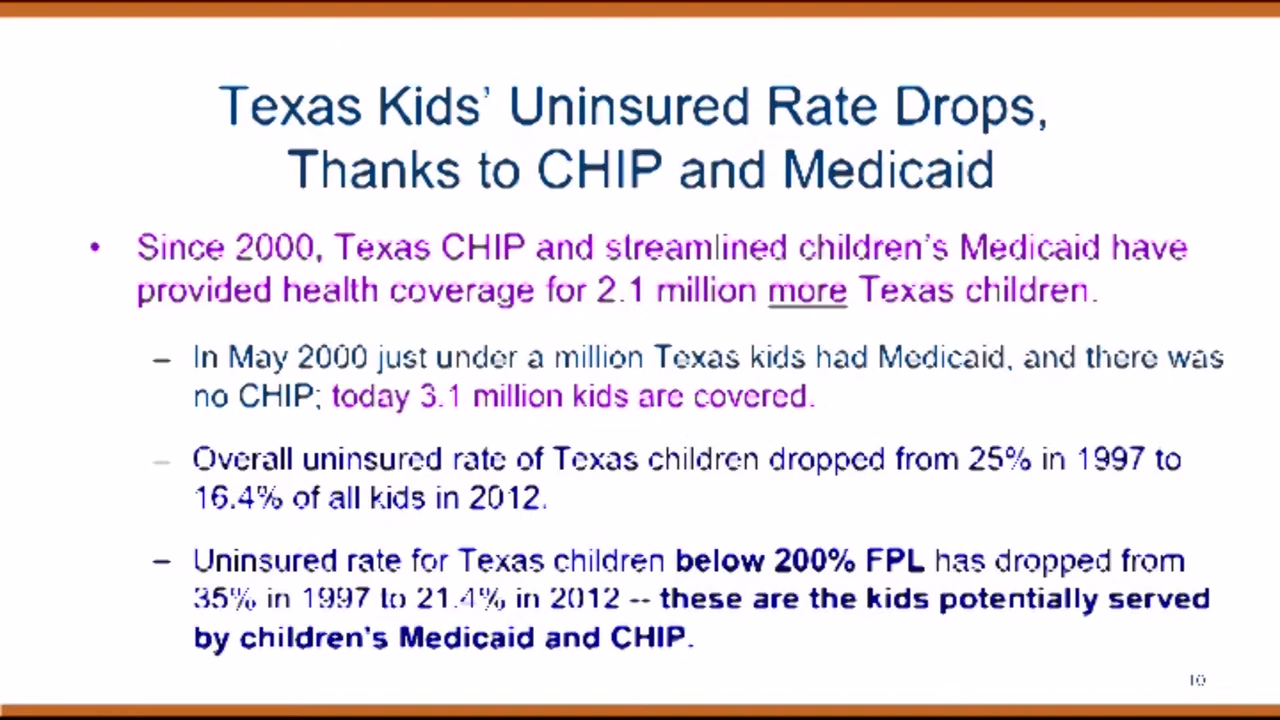 Texas Kids’ Uninsured Rate Drops,
Thanks to CHIP and Medicaid
• Since 2000, Texas CHIP and streamlined children’s Medicaid have
provided health coverage for 2.1 million more Texas children.
– In May 2000 just under a million Texas kids had Medicaid, and there was
no CHIP; today 3.1 million kids are covered.
– Overall uninsured rate of Texas children dropped from 25% in 1997 to
16.4% of all kids in 2012.
– Uninsured rate for Texas children below 200% FPL has dropped from
35% in 1997 to 21.4% in 2012 -- these are the kids potentially served
by children’s Medicaid and CHIP.
10